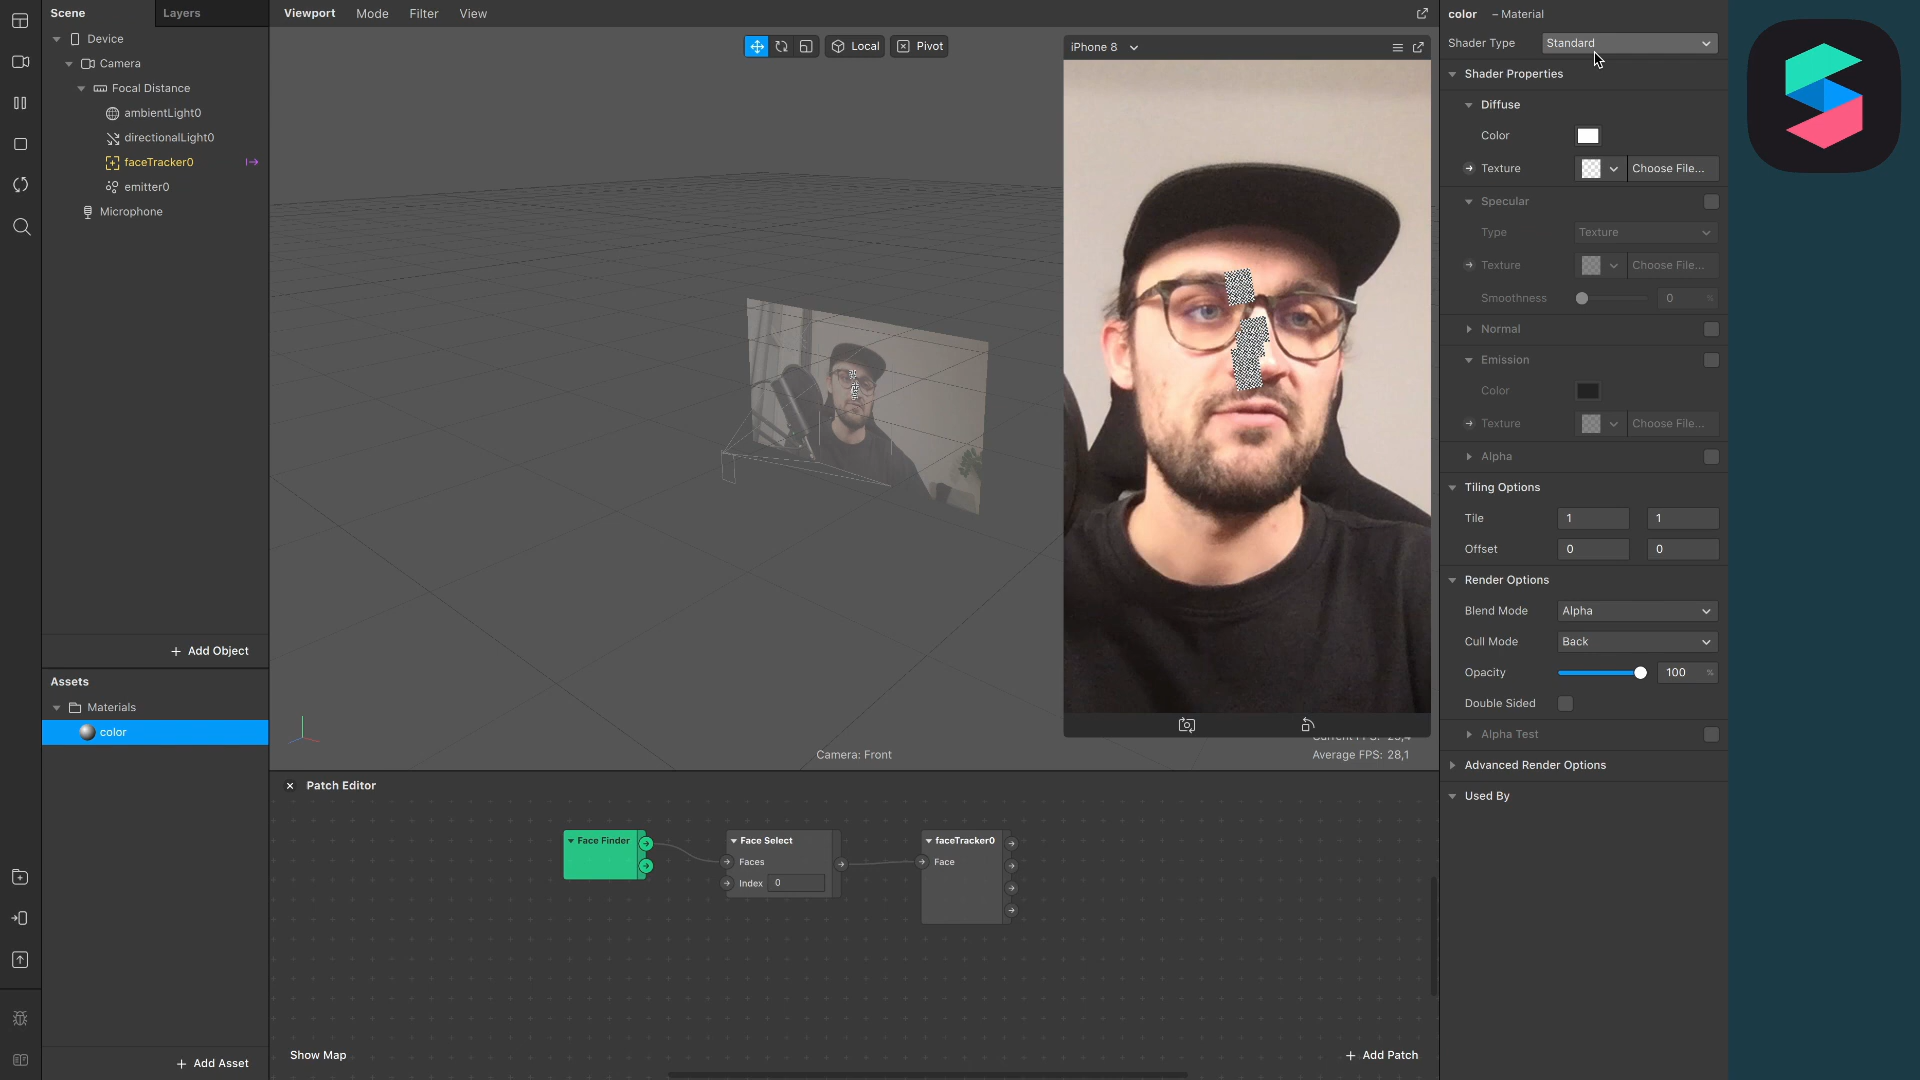 Scene
Layers
Device
Camera
Focal Distance
ambientLight0
directionalLight0
faceTracker0
emitter0
Microphone
+ Add Object
Assets
Materials
color
+ Add Asset
Viewport Mode Filter View
Local
Pivot
iPhone 8
Camera: Front
Average FPS: 28,1
Patch Editor
Face Finder
Face Select
Faces
Index 0
faceTracker0
Face
Show Map
+ Add Patch
color – Material
Shader Type Standard
Shader Properties
Diffuse
Color
Texture Choose File...
Specular
Type Texture
Texture Choose File...
Smoothness 0 %
Normal
Emission
Color
Texture Choose File...
Alpha
Tiling Options
Tile 1 1
Offset 0 0
Render Options
Blend Mode Alpha
Cull Mode Back
Opacity 100 %
Double Sided
Alpha Test
Advanced Render Options
Used By